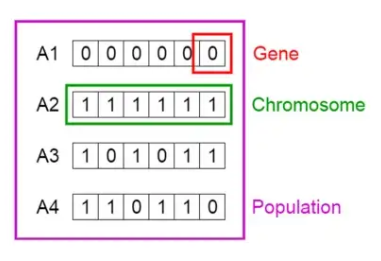 A1 0 0 0 0 0 0 Gene
A2 1 1 1 1 1 1 Chromosome
A3 1 0 1 0 1 1
A4 1 1 0 1 1 0 Population